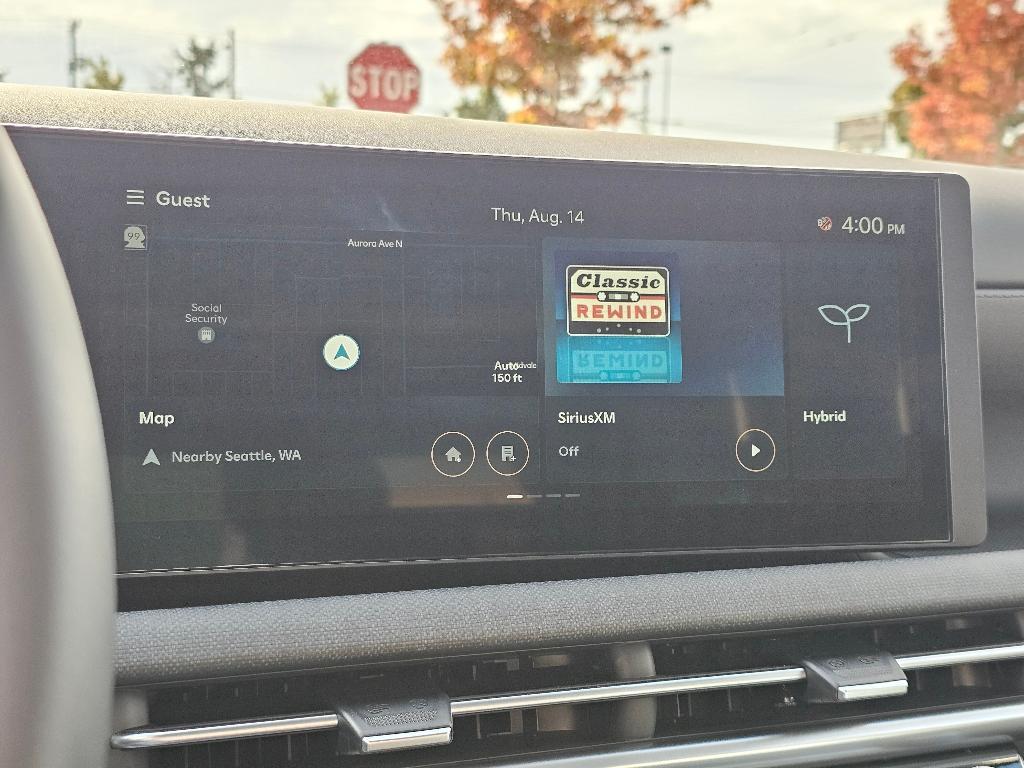 STOP
Guest
Thu, Aug. 14
4:00 PM
99
Aurora Ave N
Social
Security
Auto
150 ft
Classic
REWIND
Map
Nearby Seattle, WA
SiriusXM
Off
Hybrid